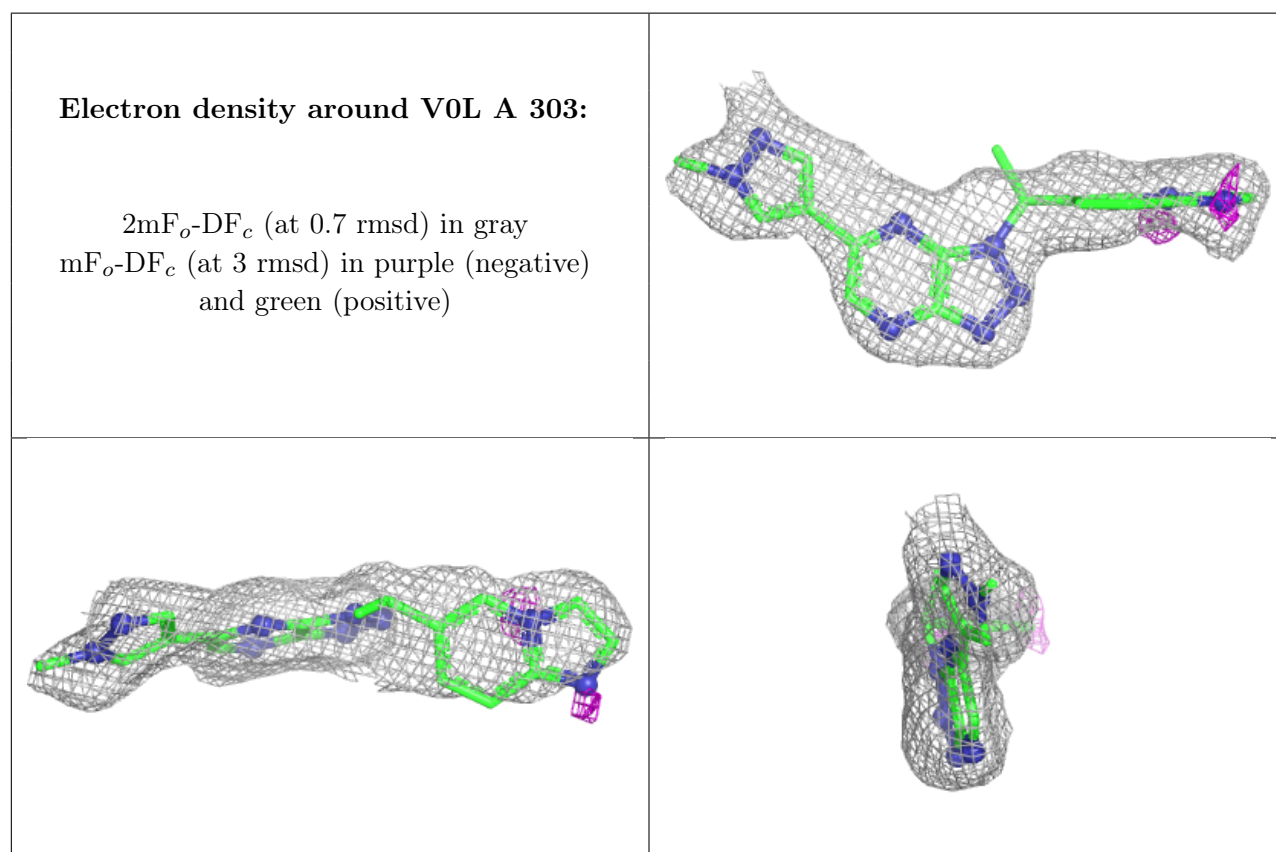 Electron density around V0L A 303:
2mFo-DFc (at 0.7 rmsd) in gray
mFo-DFc (at 3 rmsd) in purple (negative)
and green (positive)